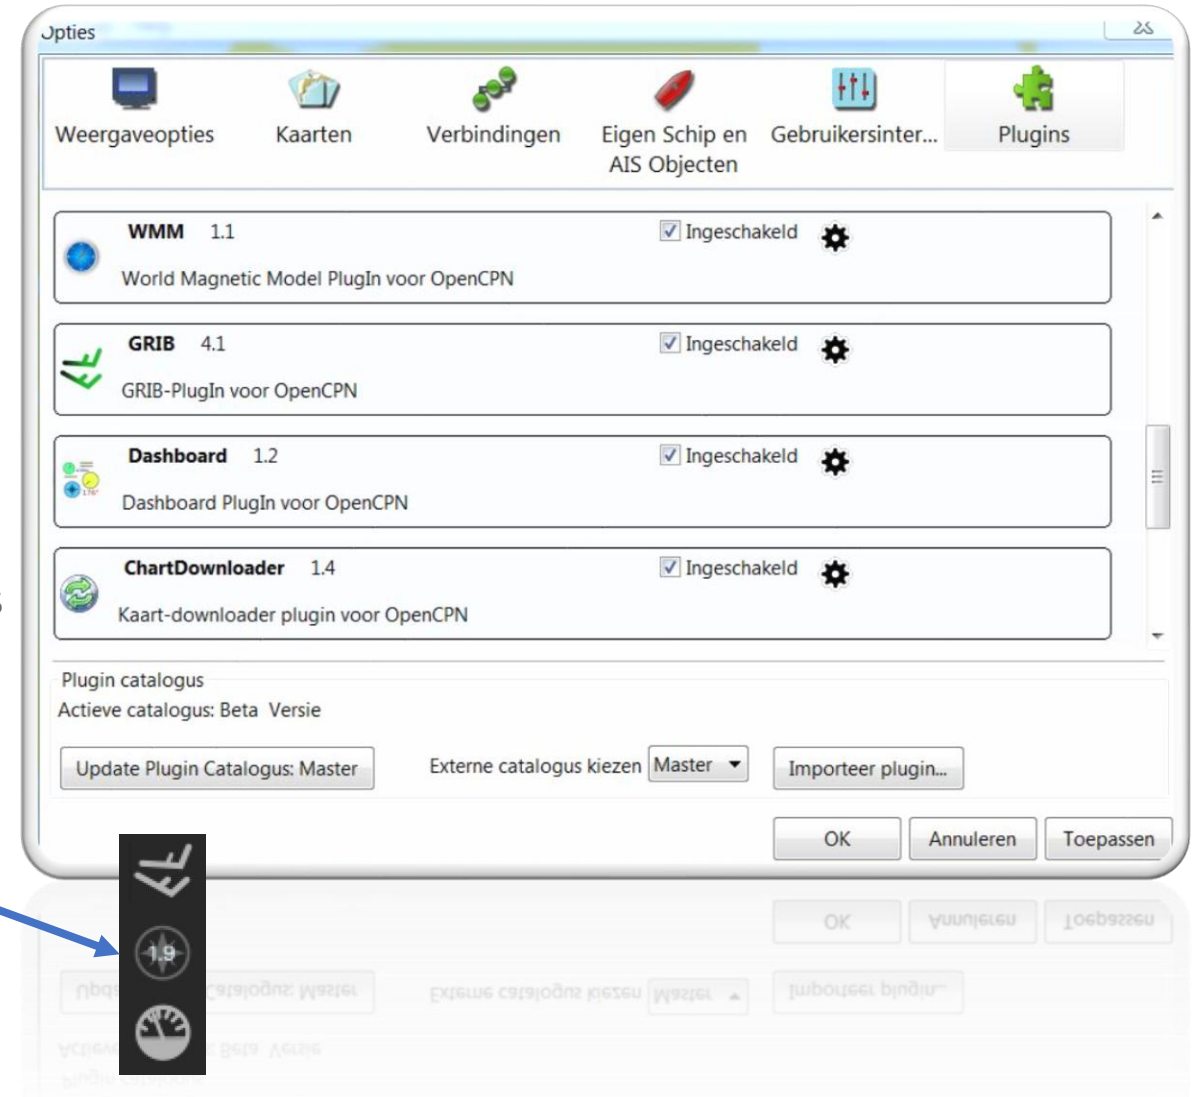 Opties
Weergaveopties
Kaarten
Verbindingen
Eigen Schip en
AIS Objecten
Gebruikersinter...
Plugins
WMM 1.1
Ingeschakeld
World Magnetic Model PlugIn voor OpenCPN
GRIB 4.1
Ingeschakeld
GRIB-PlugIn voor OpenCPN
Dashboard 1.2
Ingeschakeld
Dashboard PlugIn voor OpenCPN
ChartDownloader 1.4
Ingeschakeld
Kaart-downloader plugin voor OpenCPN
Plugin catalogus
Actieve catalogus: Beta Versie
Update Plugin Catalogus: Master
Externe catalogus kiezen
Master
Importeer plugin...
OK
Annuleren
Toepassen
1.9